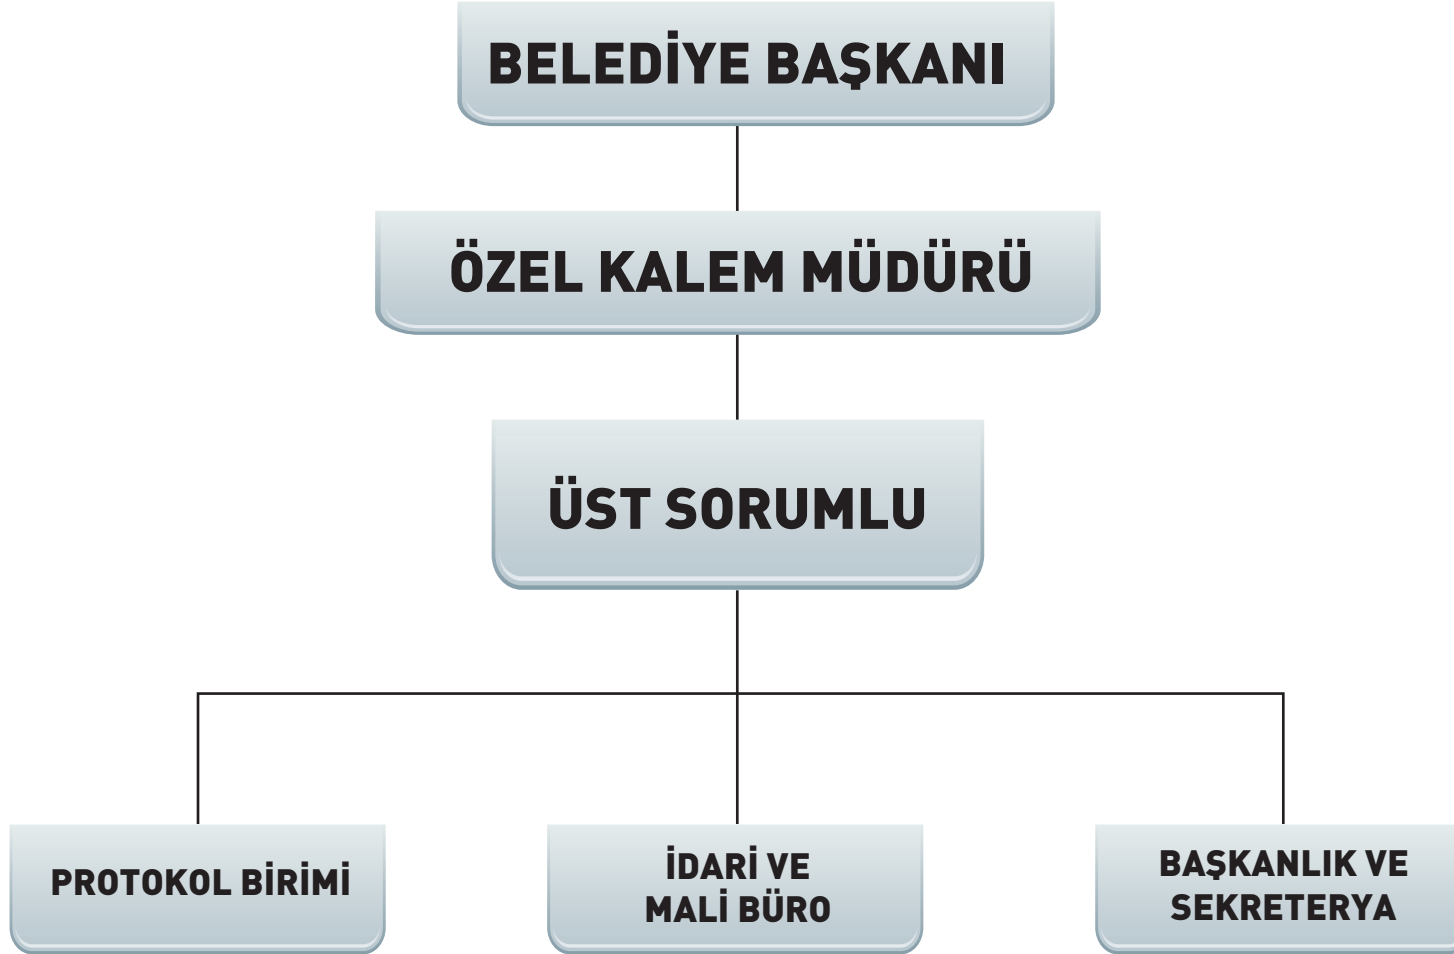 BELEDİYE BAŞKANI
ÖZEL KALEM MÜDÜRÜ
ÜST SORUMLU
PROTOKOL BİRİMİ
İDARİ VE
MALİ BÜRO
BAŞKANLIK VE
SEKRETERYA